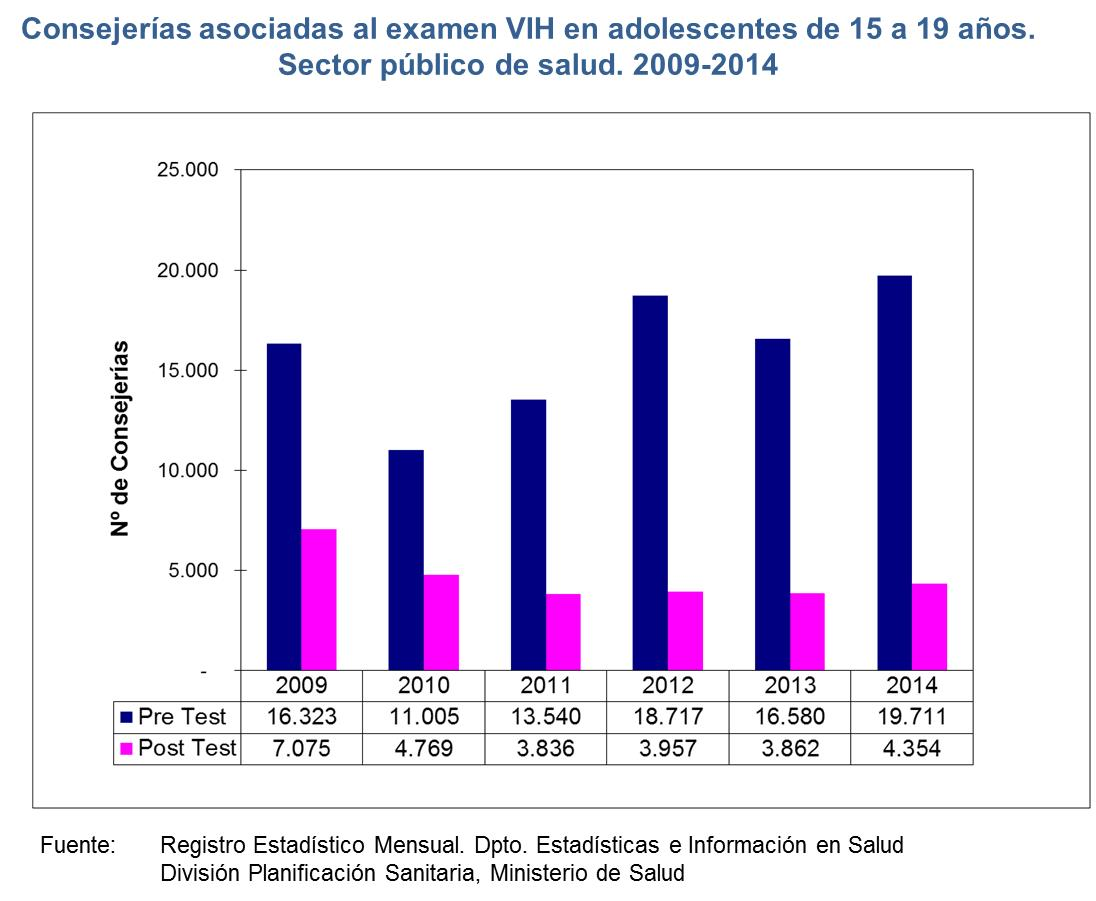 Consejerías asociadas al examen VIH en adolescentes de 15 a 19 años.
Sector público de salud. 2009-2014
25.000
20.000
15.000
10.000
5.000
-
Nº de Consejerías
2009 2010 2011 2012 2013 2014
Pre Test 16.323 11.005 13.540 18.717 16.580 19.711
Post Test 7.075 4.769 3.836 3.957 3.862 4.354
Fuente: Registro Estadístico Mensual. Dpto. Estadísticas e Información en Salud
División Planificación Sanitaria, Ministerio de Salud